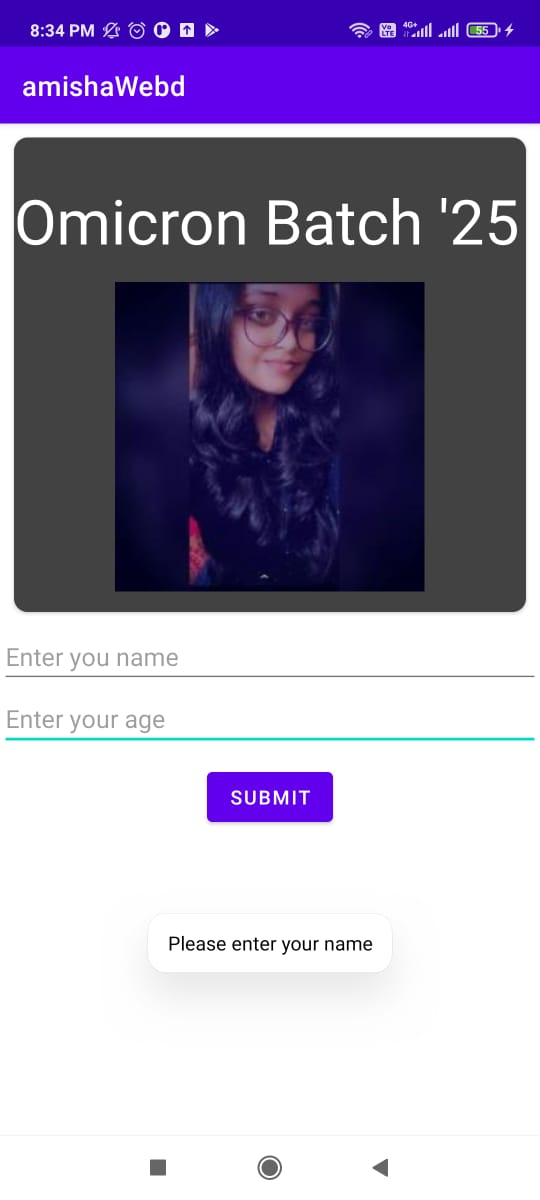 8:34 PM Vo LTE 4G+ 55
amishaWebd
Omicron Batch '25
Enter you name
Enter your age
SUBMIT
Please enter your name